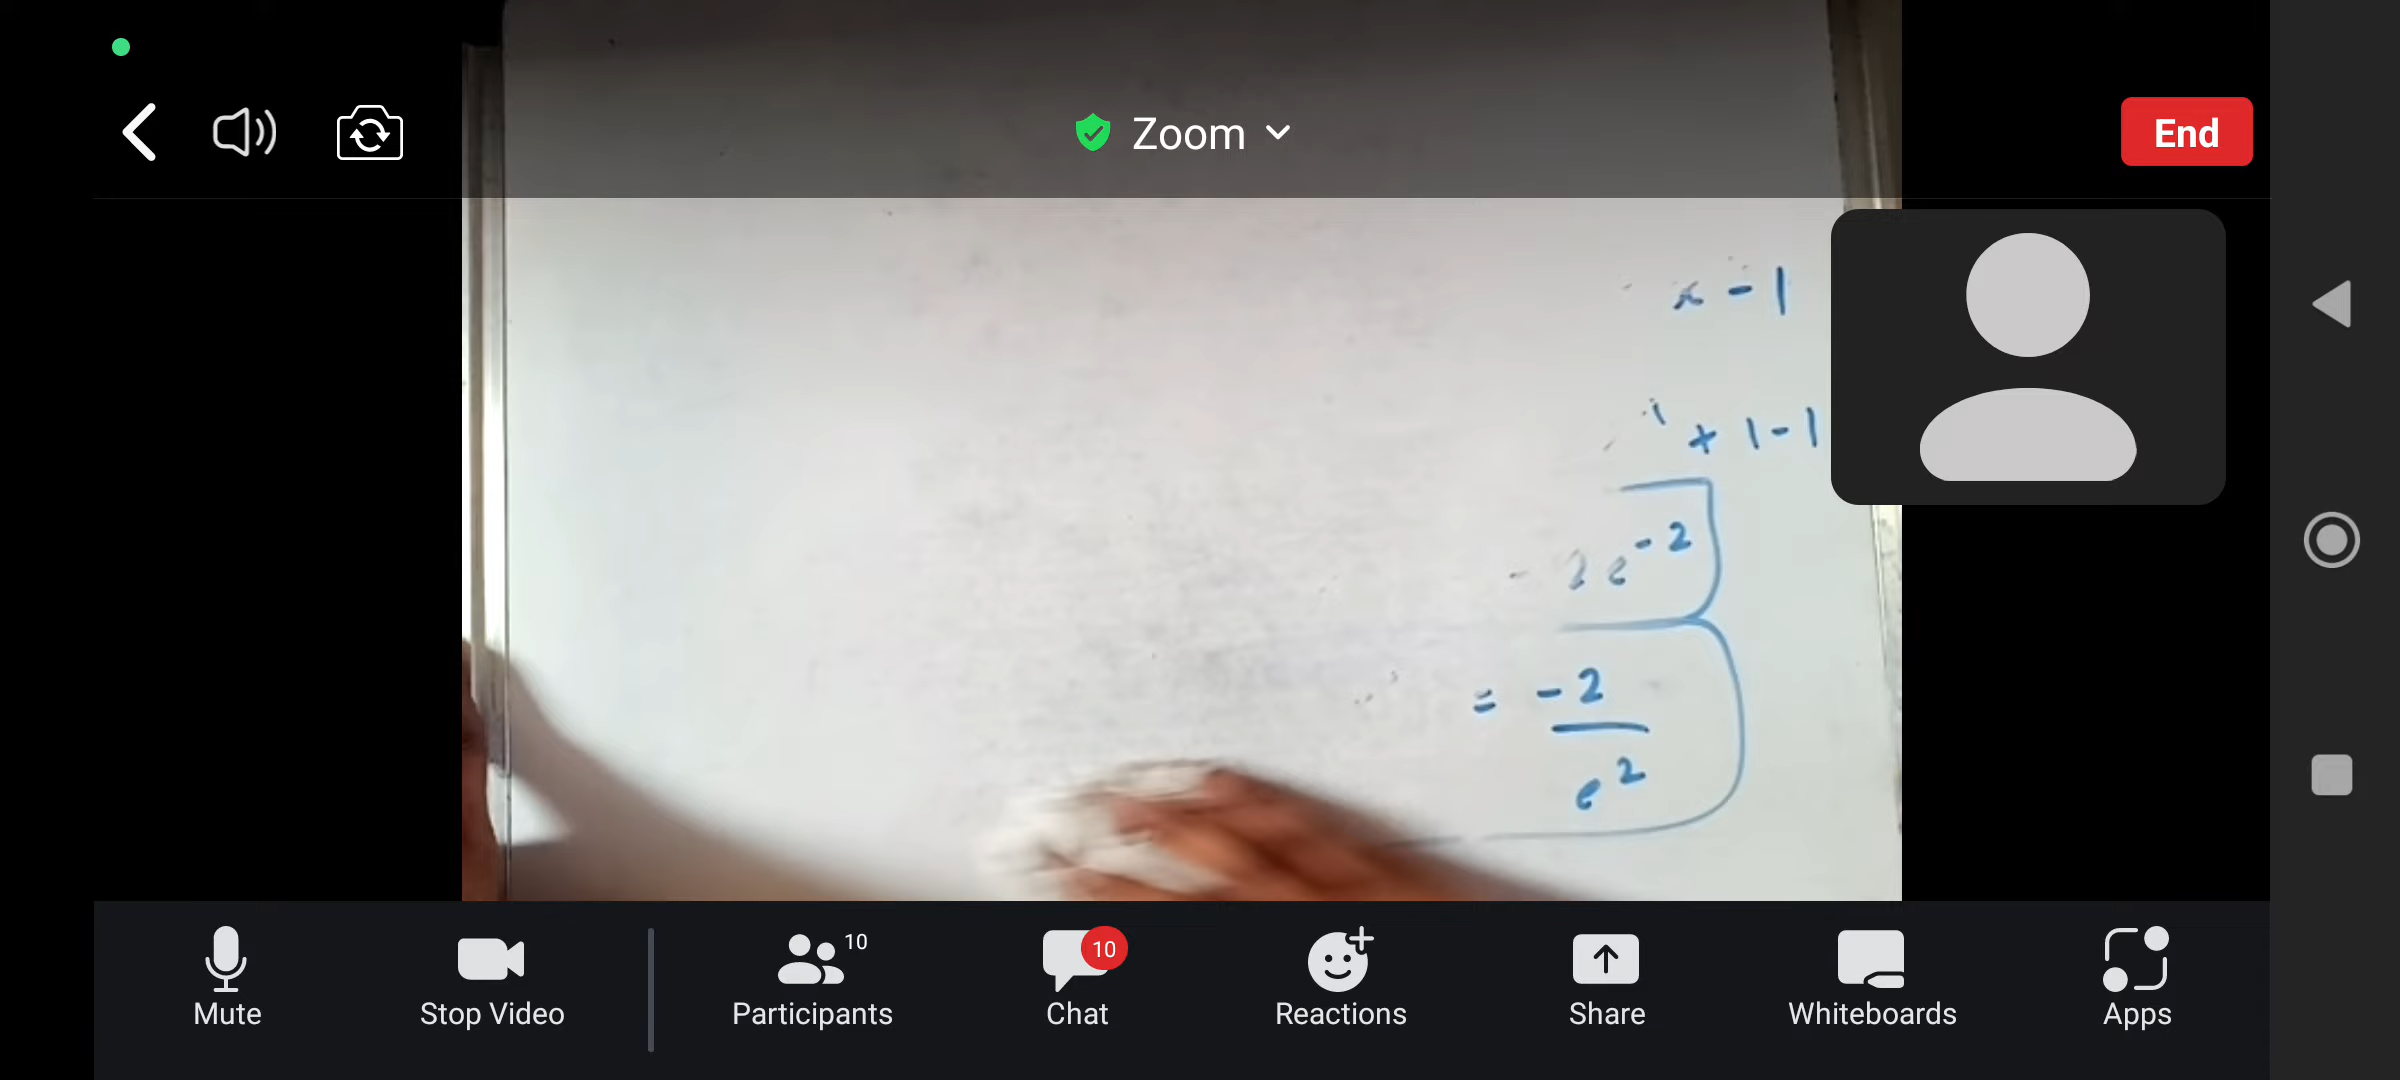 Zoom
End
x - 1
+ 1 - 1
- 2 e^-2
= -2
e^2
10
10
Mute
Stop Video
Participants
Chat
Reactions
Share
Whiteboards
Apps